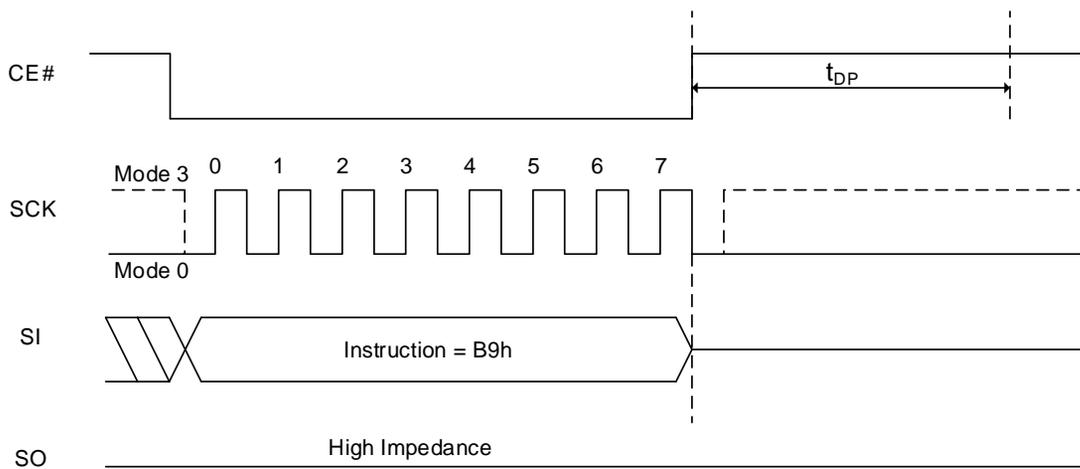 CE#
tDP
Mode 3 0 1 2 3 4 5 6 7
SCK
Mode 0
SI
Instruction = B9h
High Impedance
SO